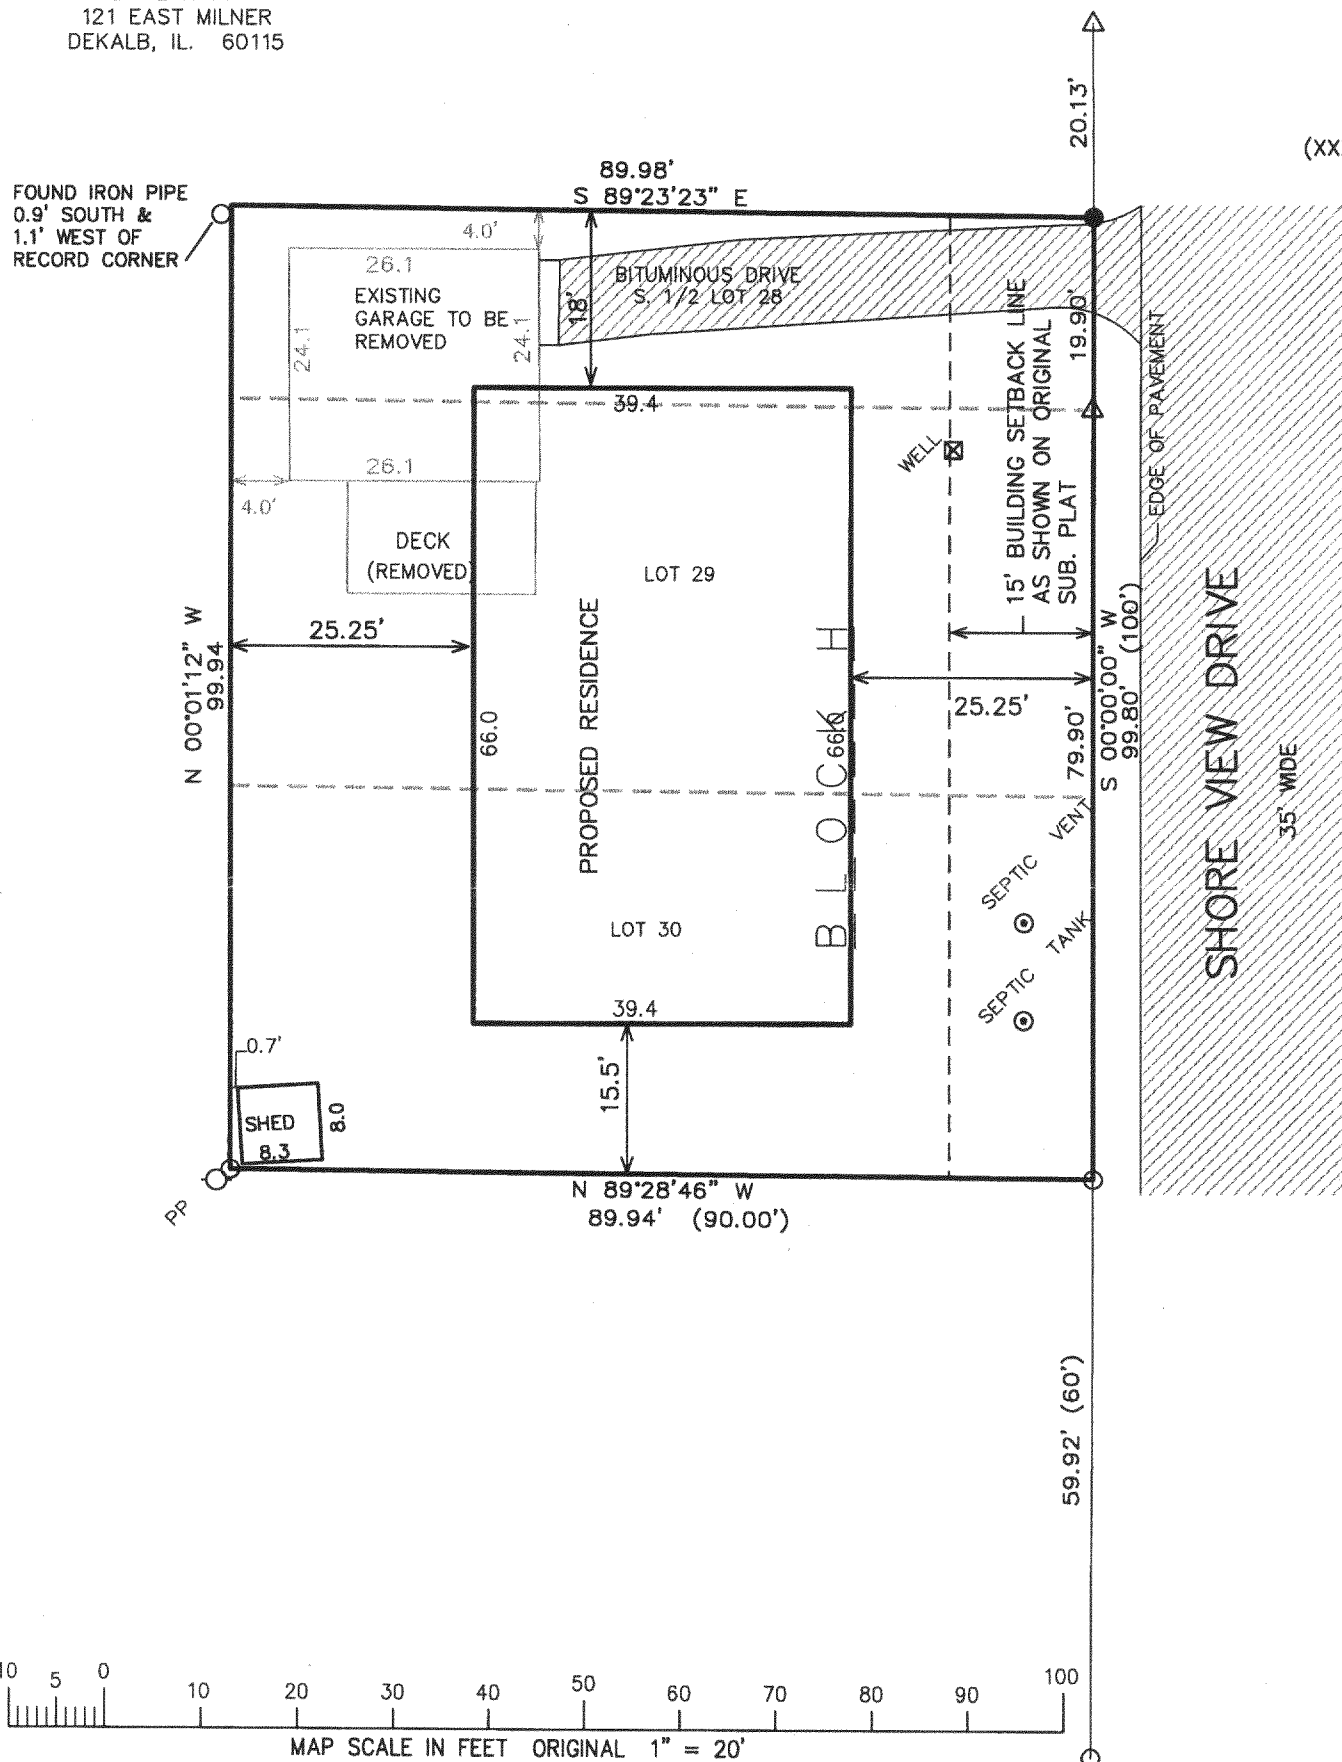 121 EAST MILNER
DEKALB, IL. 60115
20.13'
(XX
89.98'
S 89°23'23" E
FOUND IRON PIPE
0.9' SOUTH &
1.1' WEST OF
RECORD CORNER
4.0'
26.1
EXISTING
GARAGE TO BE
REMOVED
24.1
24.1
18'
BITUMINOUS DRIVE
S. 1/2 LOT 28
19.90'
15' BUILDING SETBACK LINE
AS SHOWN ON ORIGINAL
SUB. PLAT
EDGE OF PAVEMENT
39.4
WELL
26.1
4.0'
DECK
(REMOVED)
LOT 29
25.25'
N 00°01'12" W
99.94
66.0
PROPOSED RESIDENCE
BLOCK H
66.0
25.25'
79.90'
S 00°00'00" W
99.80'
(100')
SHORE VIEW DRIVE
35' WIDE
SEPTIC VENT
SEPTIC TANK
LOT 30
39.4
15.5'
0.7'
SHED
8.3
8.0
PP
N 89°28'46" W
89.94' (90.00')
59.92' (60')
10 5 0 10 20 30 40 50 60 70 80 90 100
MAP SCALE IN FEET ORIGINAL 1" = 20'